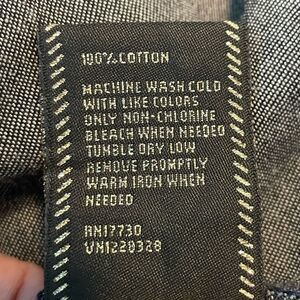 100% COTTON
MACHINE WASH COLD
WITH LIKE COLORS
ONLY NON-CHLORINE
BLEACH WHEN NEEDED
TUMBLE DRY LOW
REMOVE PROMPTLY
WARM IRON WHEN
NEEDED
RN17730
VN1220328